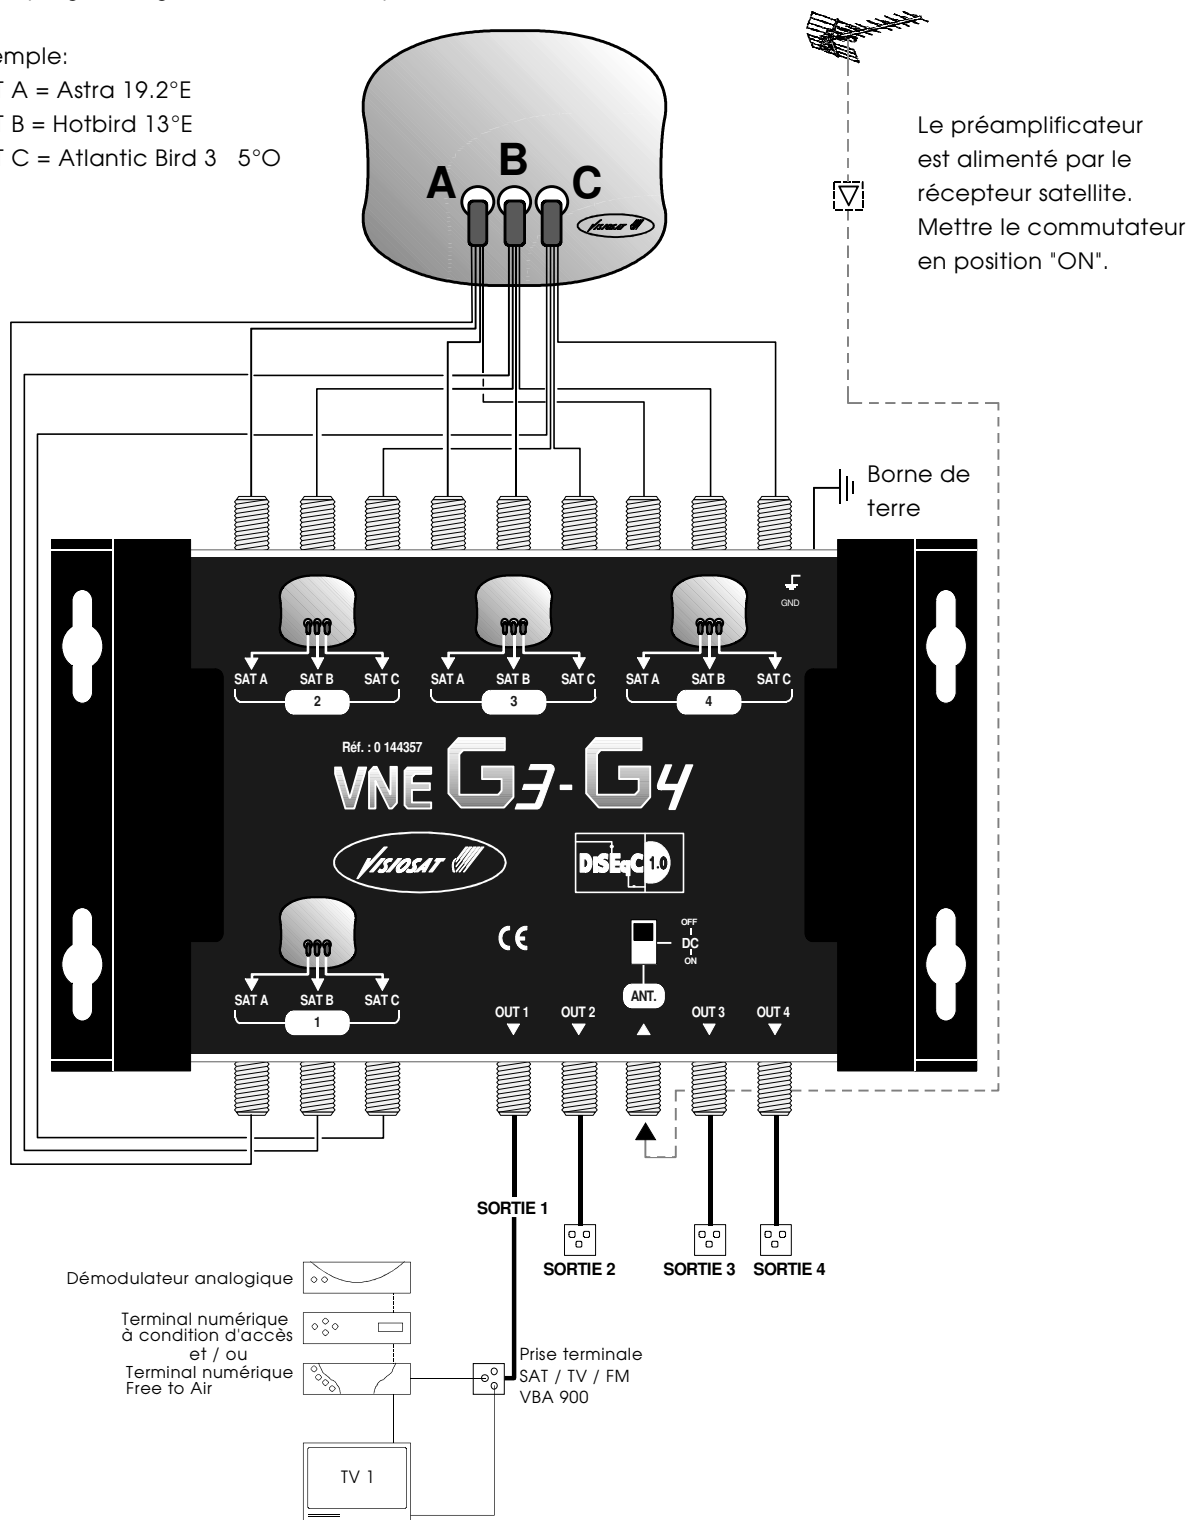 emple:
T A = Astra 19.2°E
T B = Hotbird 13°E
T C = Atlantic Bird 3 5°O
A B C
VISIOSAT
Le préamplificateur
est alimenté par le
récepteur satellite.
Mettre le commutateur
en position "ON".
Borne de
terre
GND
SAT A SAT B SAT C SAT A SAT B SAT C SAT A SAT B SAT C
2 3 4
Réf. : 0 144357
VNE G3-G4
VISIOSAT
DiSEqC 1.0
CE
OFF
DC
ON
ANT.
SAT A SAT B SAT C
1
OUT 1 OUT 2 OUT 3 OUT 4
SORTIE 1
SORTIE 2 SORTIE 3 SORTIE 4
Démodulateur analogique
Terminal numérique
à condition d'accès
et / ou
Terminal numérique
Free to Air
Prise terminale
SAT / TV / FM
VBA 900
TV 1